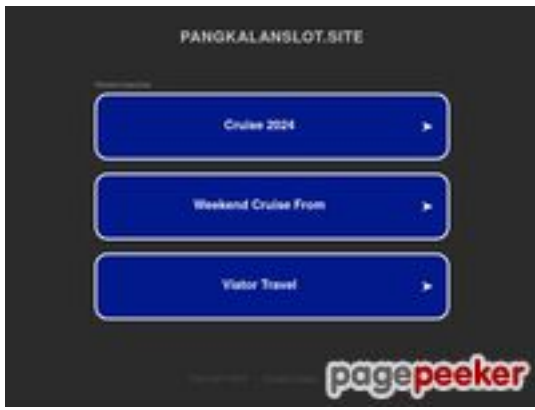 PANGKALANSLOT.SITE
Cruise 2024
Weekend Cruise From
Viator Travel
pagepeeker